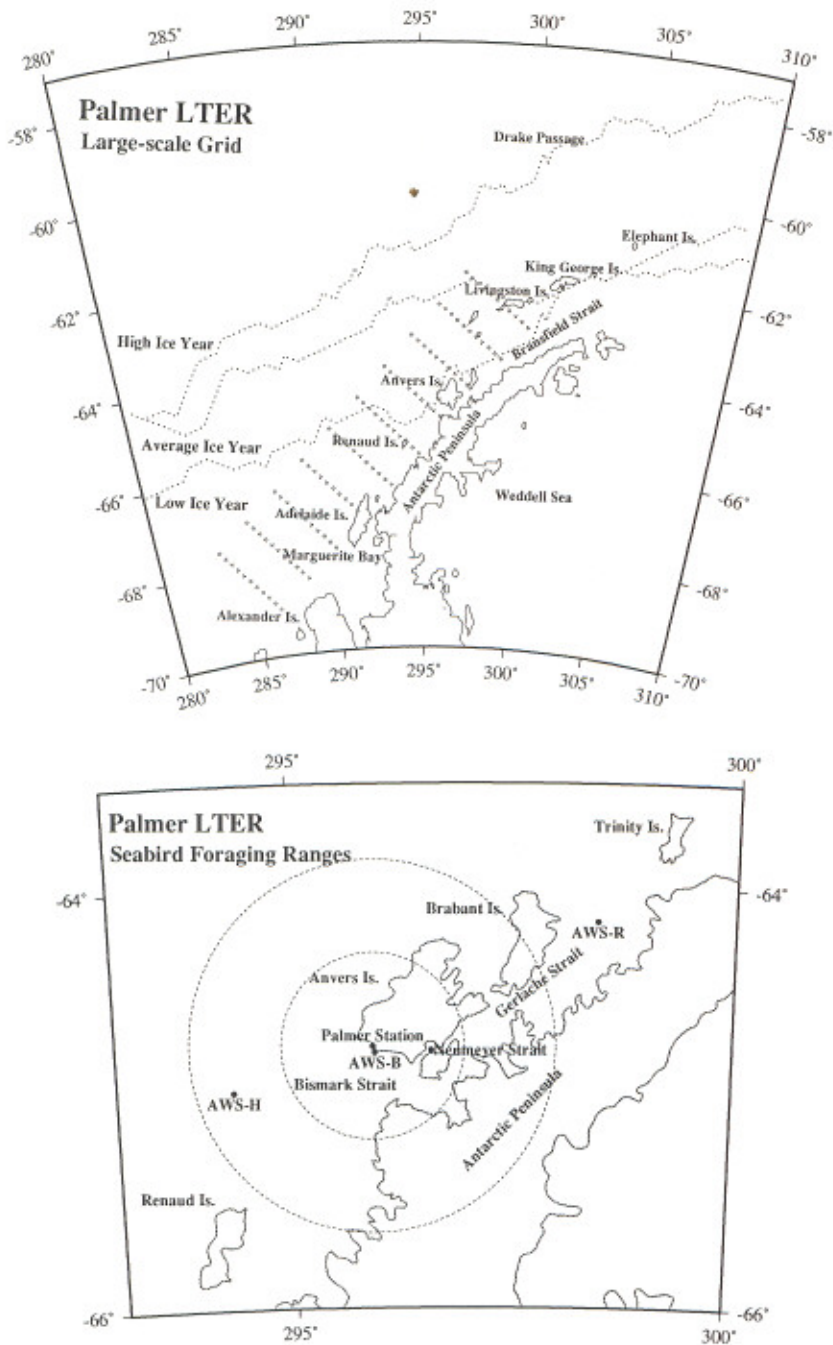 280°
285°
290°
295°
300°
305°
310°
Palmer LTER
Large-scale Grid
-58°
-58°
Drake Passage
-60°
-60°
Elephant Is.
King George Is.
Livingston Is.
-62°
-62°
Bransfield Strait
High Ice Year
Anvers Is.
-64°
-64°
Average Ice Year
Renaud Is.
Antarctic Peninsula
-66°
-66°
Low Ice Year
Weddell Sea
Adelaide Is.
Marguerite Bay
-68°
-68°
Alexander Is.
-70°
-70°
280°
285°
290°
295°
300°
305°
310°
295°
300°
Palmer LTER
Seabird Foraging Ranges
Trinity Is.
-64°
-64°
Brabant Is.
AWS-R
Anvers Is.
Gerlache Strait
Palmer Station
Neumeyer Strait
AWS-B
Bismark Strait
AWS-H
Antarctic Peninsula
Renaud Is.
-66°
-66°
295°
300°